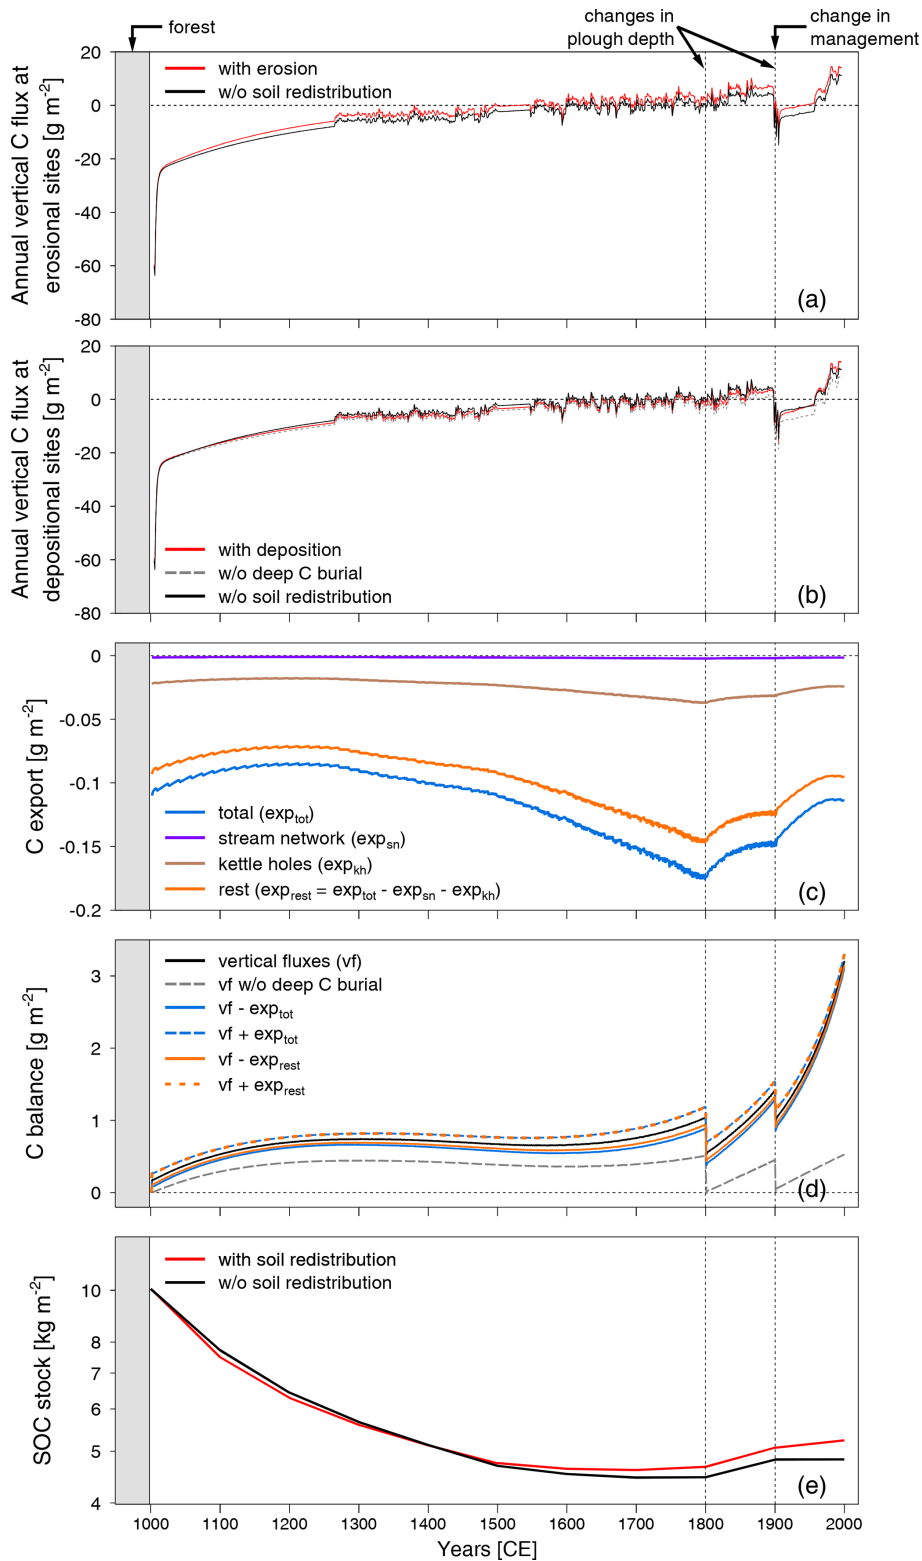 forest
changes in
plough depth
change in
management
Annual vertical C flux at
erosional sites [g m-2]
20
0
-20
-40
-60
-80
with erosion
w/o soil redistribution
(a)
Annual vertical C flux at
depositional sites [g m-2]
20
0
-20
-40
-60
-80
with deposition
w/o deep C burial
w/o soil redistribution
(b)
C export [g m-2]
0
-0.05
-0.1
-0.15
-0.2
total (exptot)
stream network (expsn)
kettle holes (expkh)
rest (exprest = exptot - expsn - expkh)
(c)
C balance [g m-2]
3
2
1
0
vertical fluxes (vf)
vf w/o deep C burial
vf - exptot
vf + exptot
vf - exprest
vf + exprest
(d)
SOC stock [kg m-2]
10
8
7
6
5
4
with soil redistribution
w/o soil redistribution
(e)
1000 1100 1200 1300 1400 1500 1600 1700 1800 1900 2000
Years [CE]